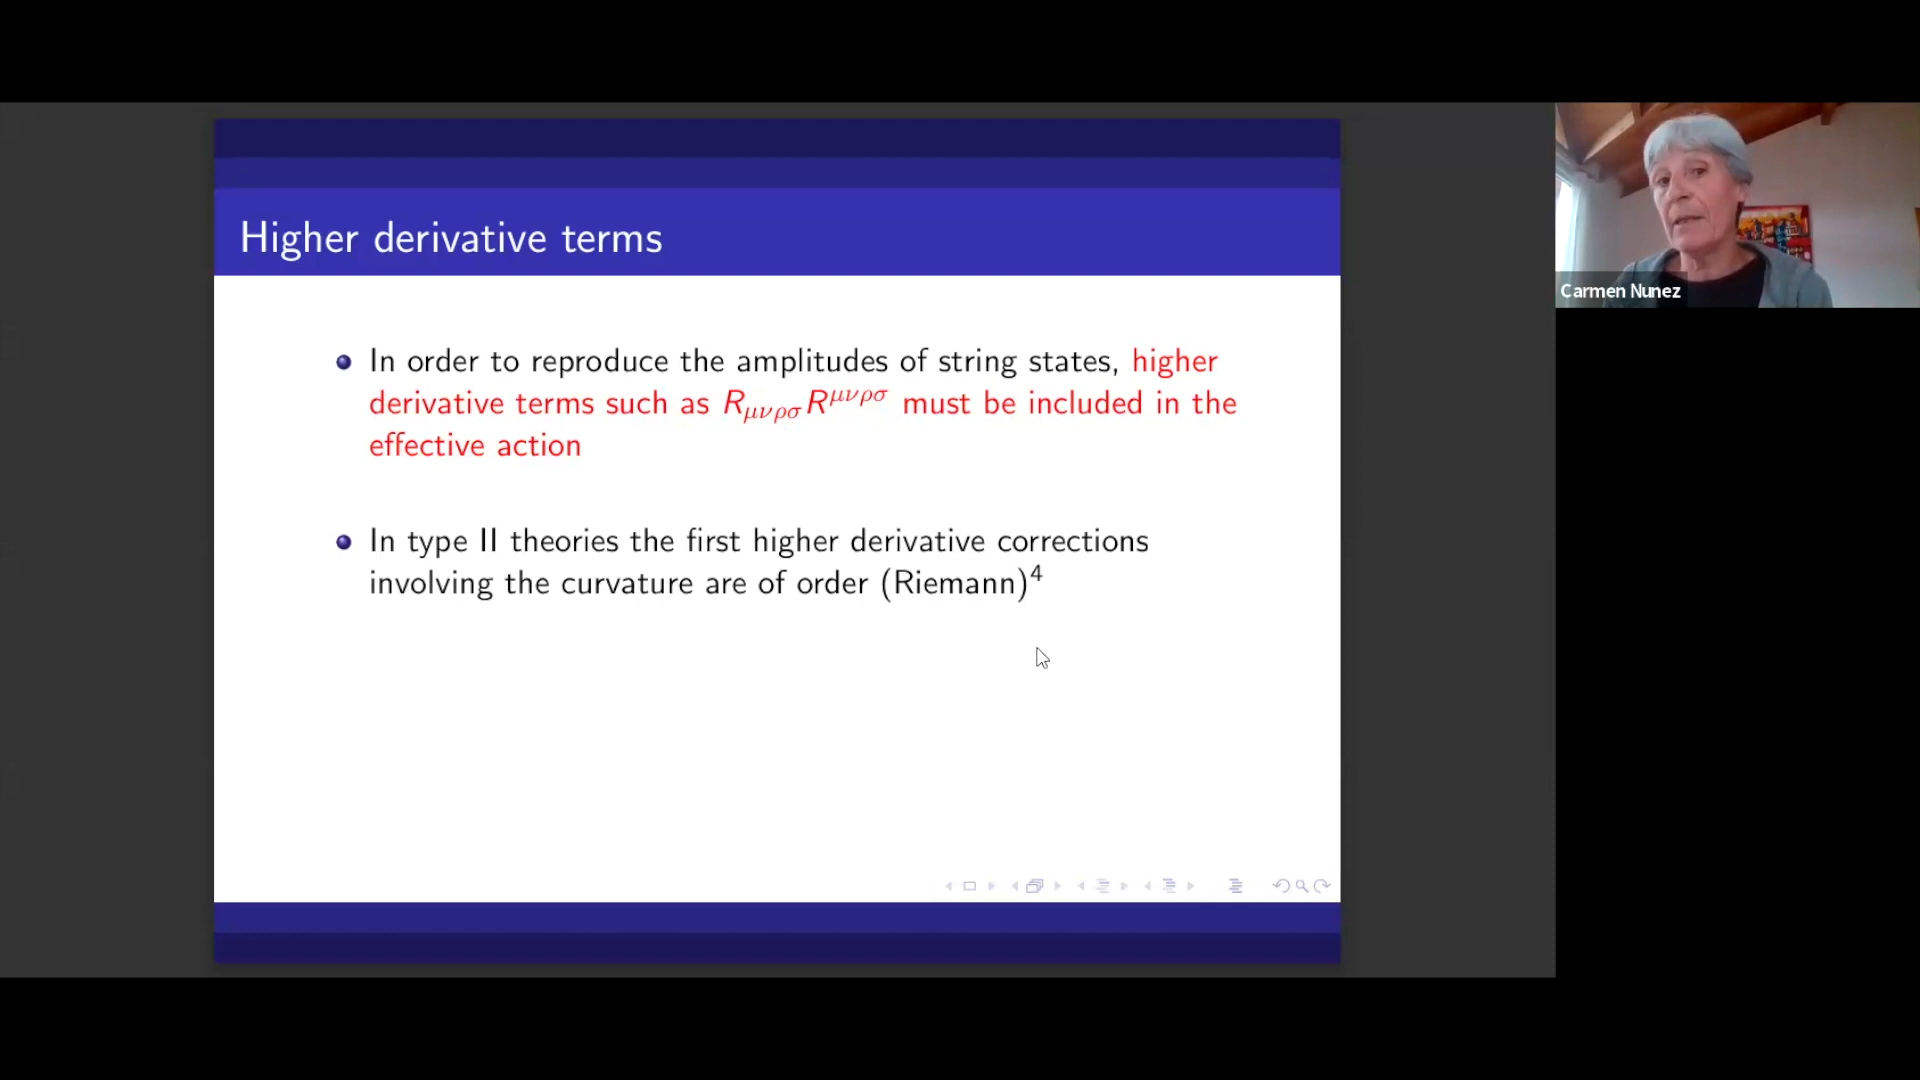 Higher derivative terms
In order to reproduce the amplitudes of string states, higher
derivative terms such as R_{μνρσ}R^{μνρσ} must be included in the
effective action
In type II theories the first higher derivative corrections
involving the curvature are of order (Riemann)⁴
Carmen Nunez